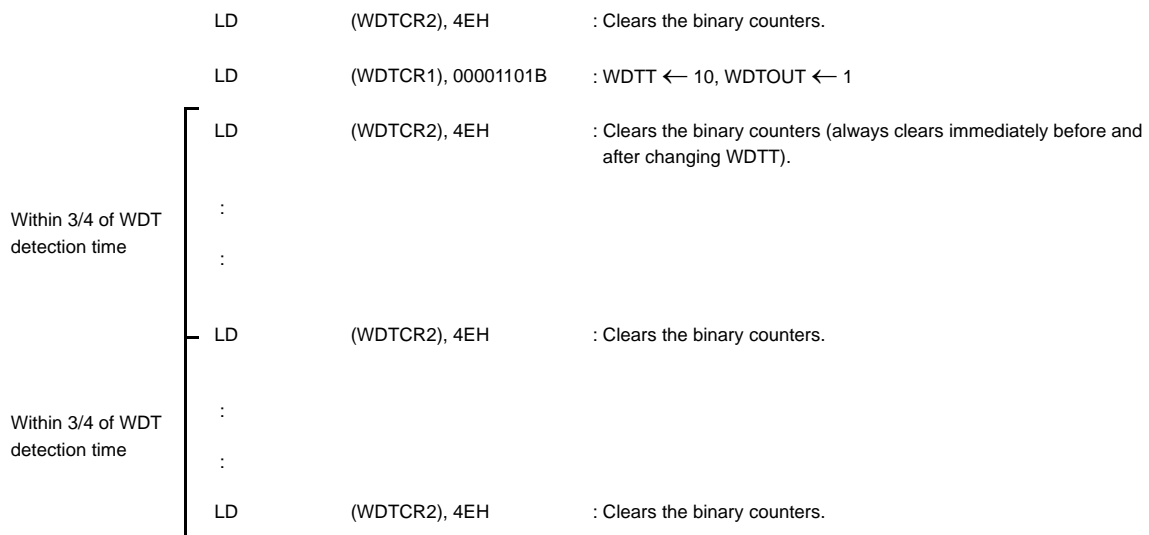 LD (WDTCR2), 4EH : Clears the binary counters.
LD (WDTCR1), 00001101B : WDTT ← 10, WDTOUT ← 1
LD (WDTCR2), 4EH : Clears the binary counters (always clears immediately before and
after changing WDTT).
Within 3/4 of WDT :
detection time
:
LD (WDTCR2), 4EH : Clears the binary counters.
Within 3/4 of WDT :
detection time
:
LD (WDTCR2), 4EH : Clears the binary counters.